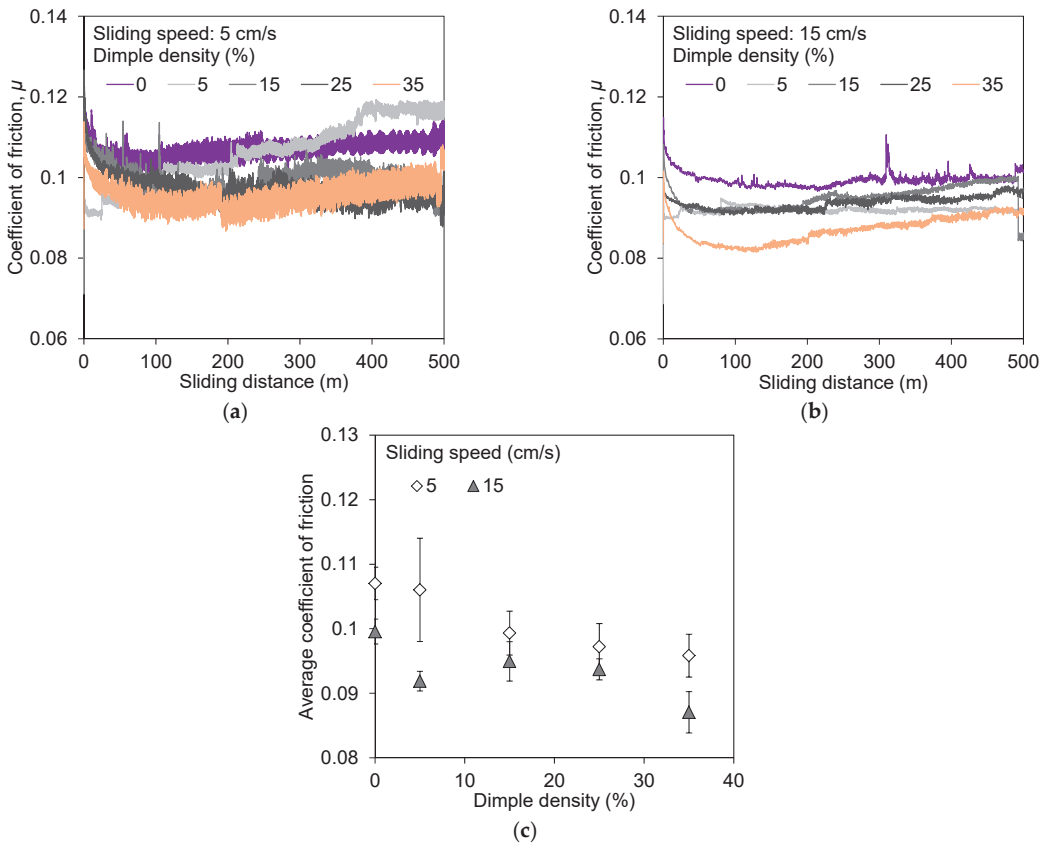 0.14
0.12
0.1
0.08
0.06
Coefficient of friction, µ
Sliding speed: 5 cm/s
Dimple density (%)
0 5 15 25 35
0 100 200 300 400 500
Sliding distance (m)
(a)
0.14
0.12
0.1
0.08
0.06
Coefficient of friction, µ
Sliding speed: 15 cm/s
Dimple density (%)
0 5 15 25 35
0 100 200 300 400 500
Sliding distance (m)
(b)
0.13
0.12
0.11
0.1
0.09
0.08
Average coefficient of friction
Sliding speed (cm/s)
5 15
0 10 20 30 40
Dimple density (%)
(c)